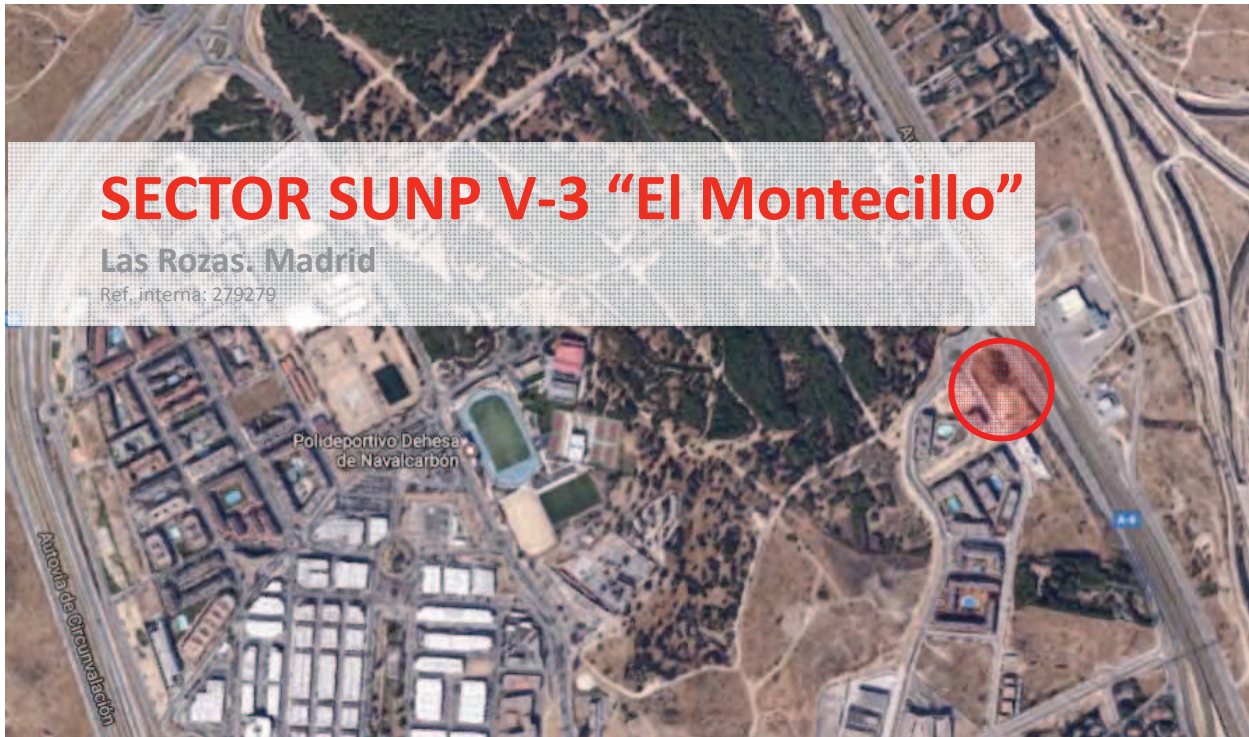 SECTOR SUNP V-3 “El Montecillo”
Las Rozas. Madrid
Ref. interna: 279279
Polideportivo Dehesa
de Navalcarbón
A-6
Autovía de Circunvalación